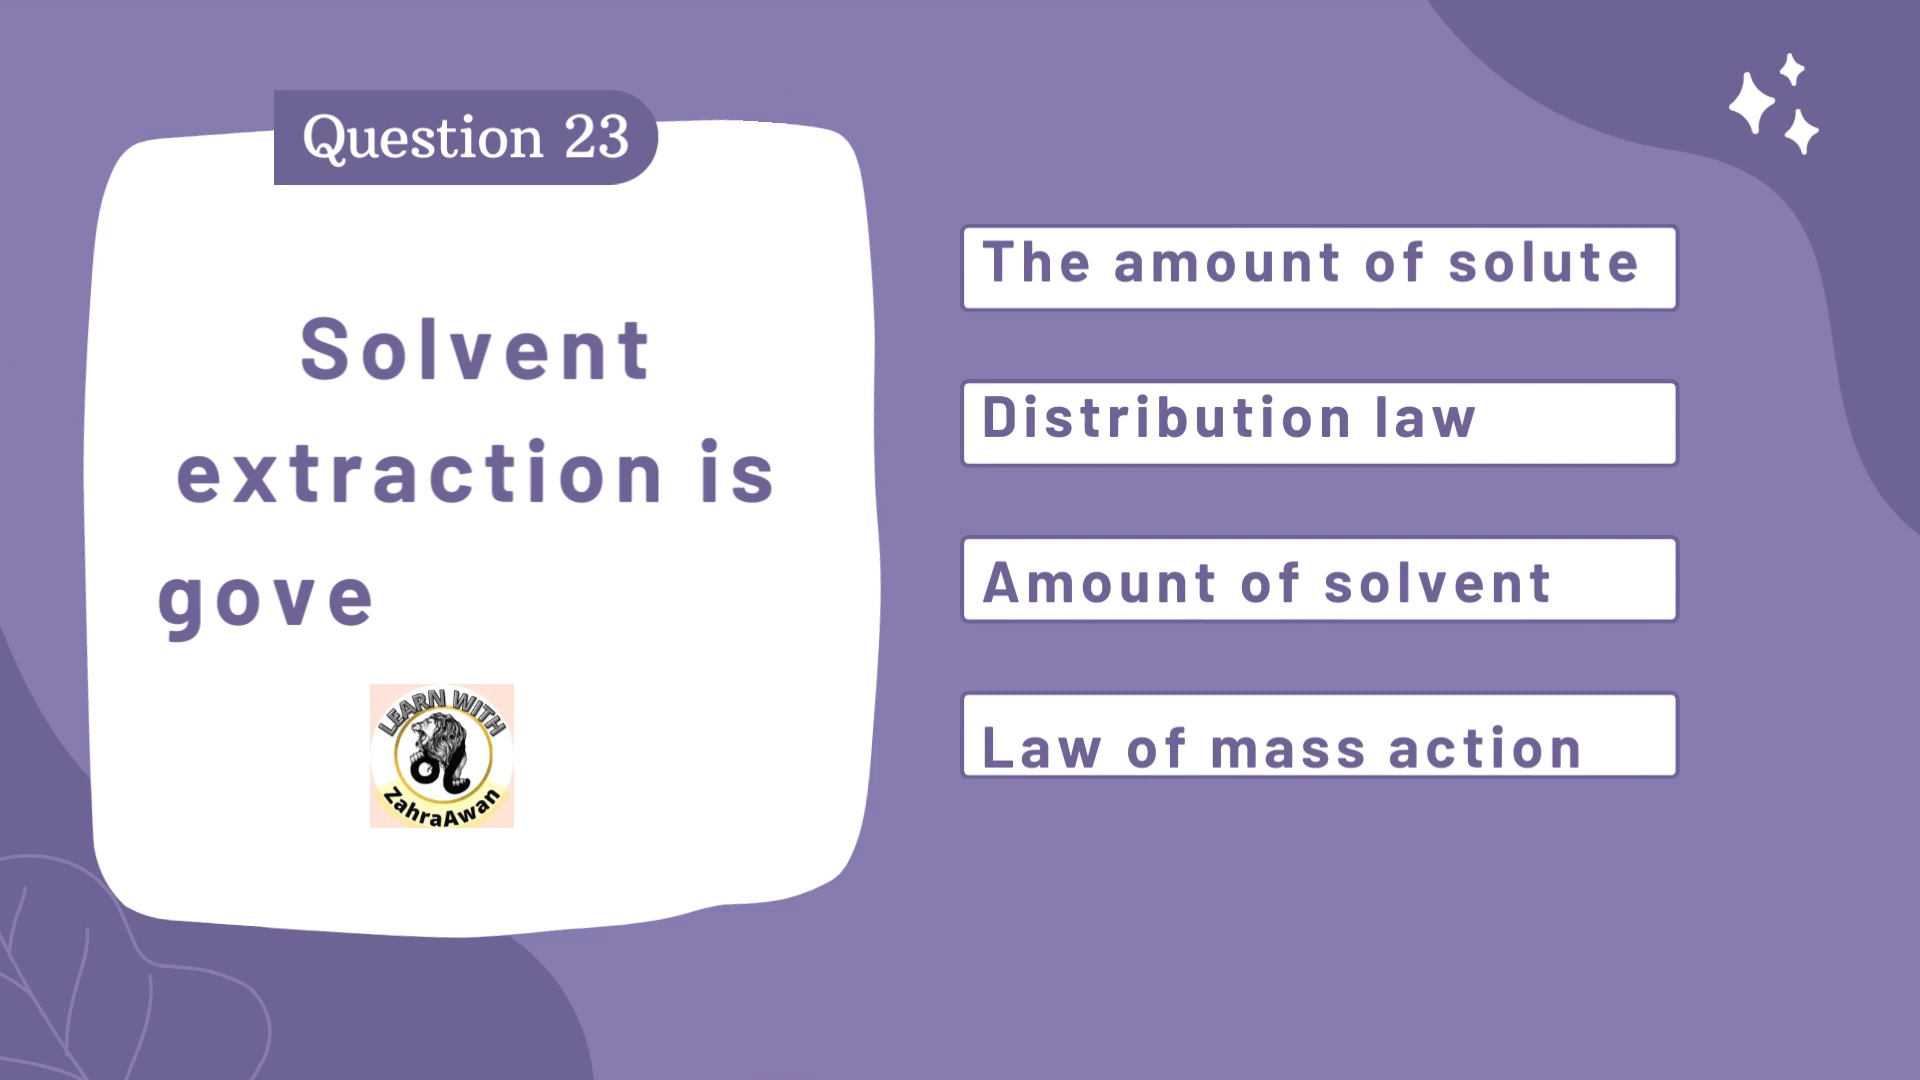 Question 23
Solvent
extraction is
gove
LEARN WITH
ZahraAwan
The amount of solute
Distribution law
Amount of solvent
Law of mass action